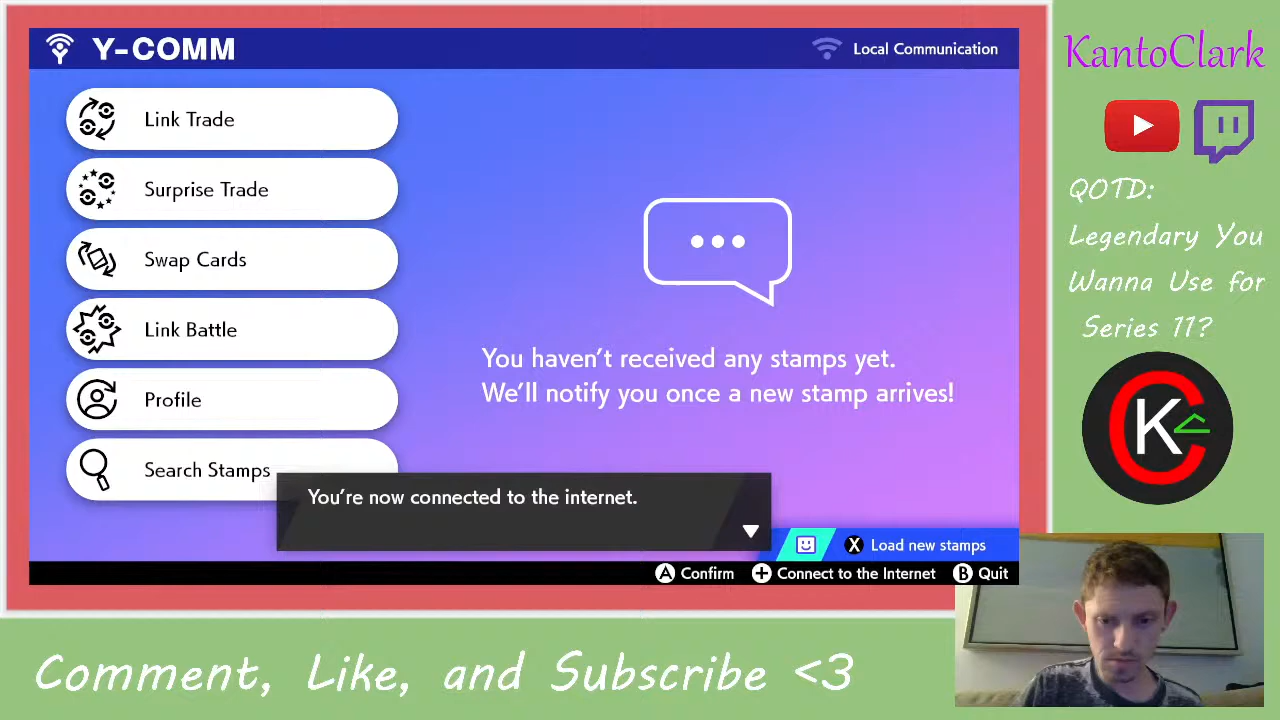 Y-COMM
Local Communication
Link Trade
Surprise Trade
Swap Cards
Link Battle
Profile
Search Stamps
You haven't received any stamps yet.
We'll notify you once a new stamp arrives!
You're now connected to the internet.
X Load new stamps
A Confirm + Connect to the Internet B Quit
KantoClark
QOTD:
Legendary You
Wanna Use for
Series 11?
CK
Comment, Like, and Subscribe <3